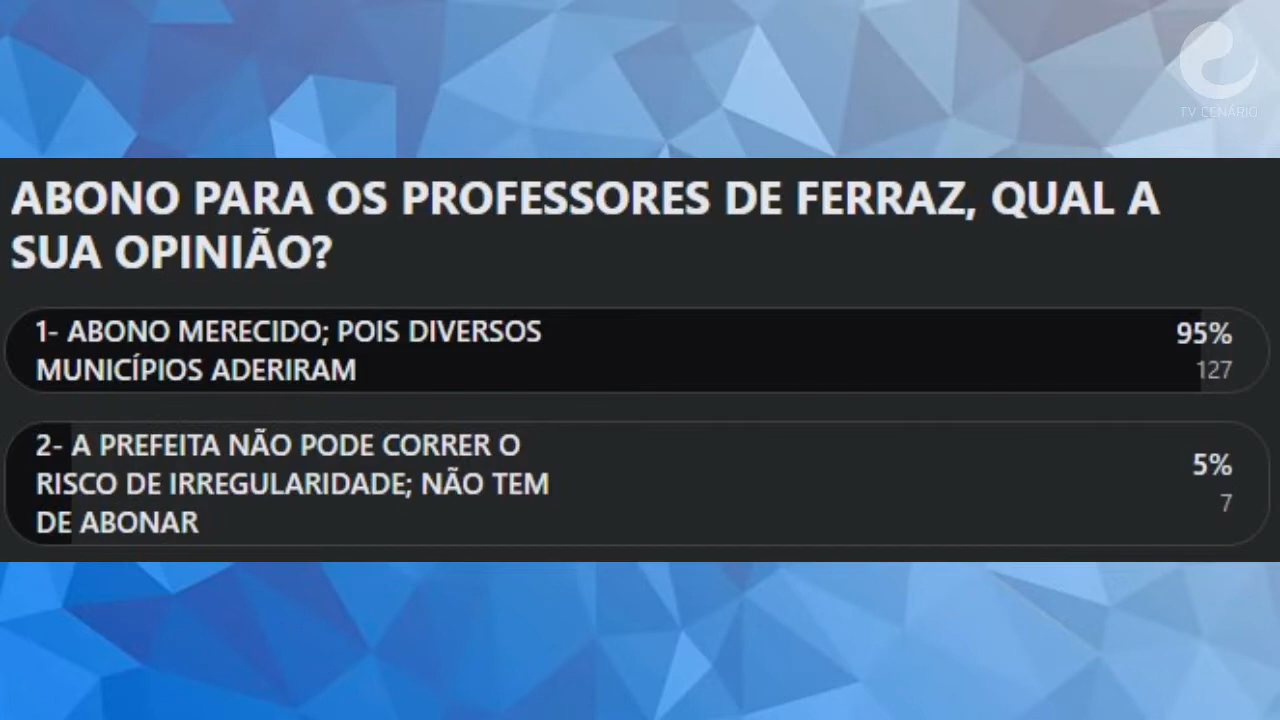 TV CENÁRIO
ABONO PARA OS PROFESSORES DE FERRAZ, QUAL A
SUA OPINIÃO?
1- ABONO MERECIDO; POIS DIVERSOS
MUNICÍPIOS ADERIRAM
95%
127
2- A PREFEITA NÃO PODE CORRER O
RISCO DE IRREGULARIDADE; NÃO TEM
DE ABONAR
5%
7